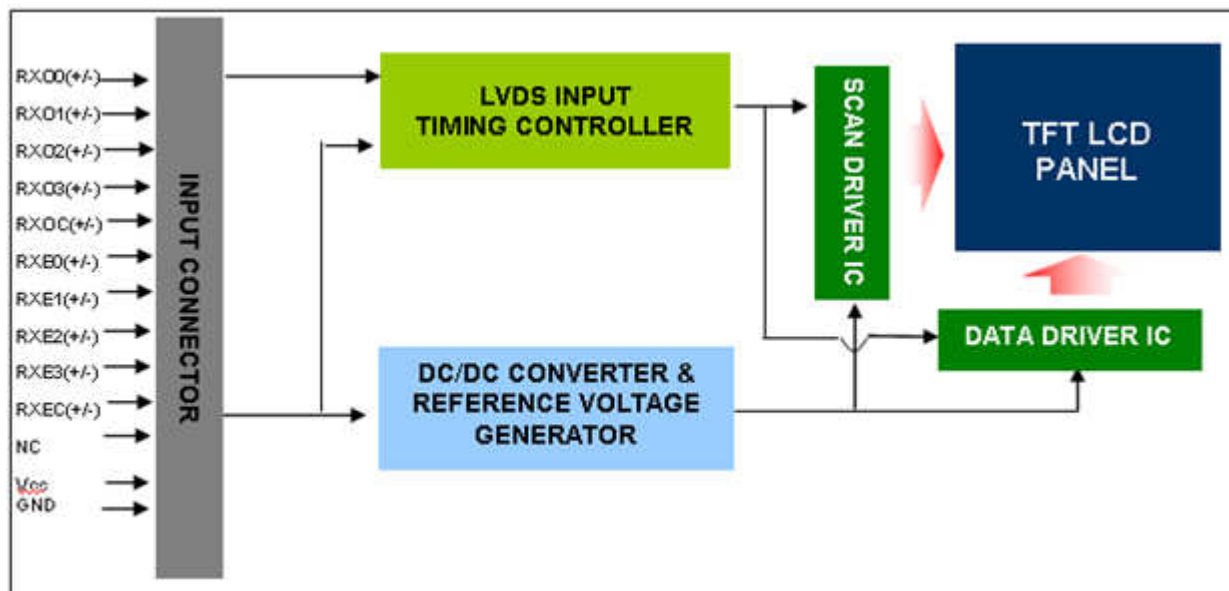 RXO0(+/-)
RXO1(+/-)
RXO2(+/-)
RXO3(+/-)
RXOC(+/-)
RXE0(+/-)
RXE1(+/-)
RXE2(+/-)
RXE3(+/-)
RXEC(+/-)
NC
Vcc
GND
INPUT CONNECTOR
LVDS INPUT
TIMING CONTROLLER
DC/DC CONVERTER &
REFERENCE VOLTAGE
GENERATOR
SCAN DRIVER IC
TFT LCD
PANEL
DATA DRIVER IC